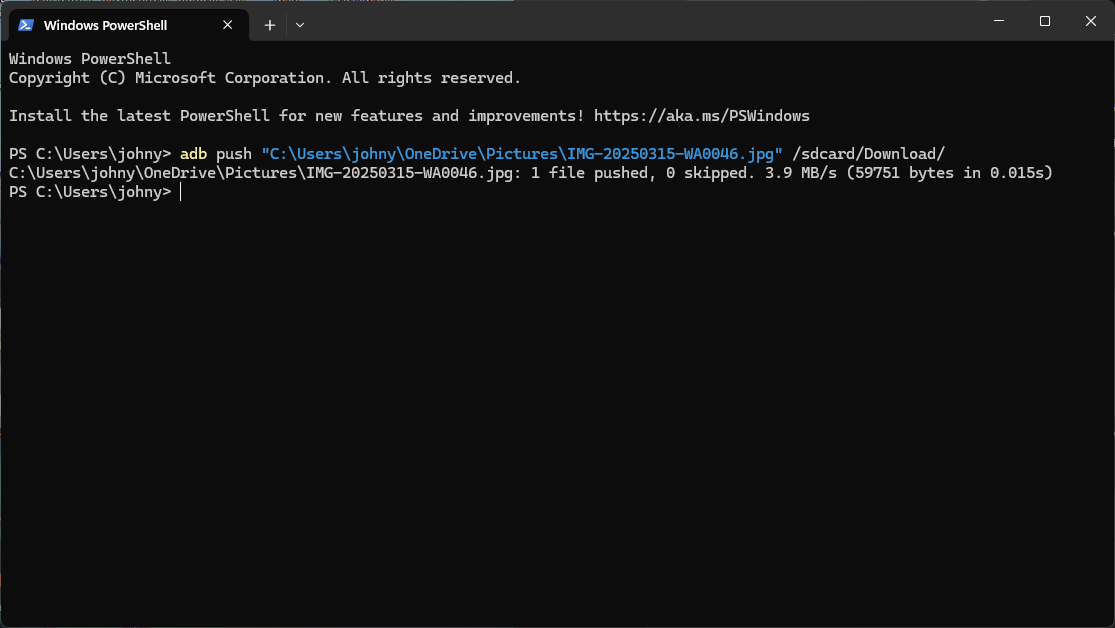 Windows PowerShell
Windows PowerShell
Copyright (C) Microsoft Corporation. All rights reserved.
Install the latest PowerShell for new features and improvements! https://aka.ms/PSWindows
PS C:\Users\johny> adb push "C:\Users\johny\OneDrive\Pictures\IMG-20250315-WA0046.jpg" /sdcard/Download/
C:\Users\johny\OneDrive\Pictures\IMG-20250315-WA0046.jpg: 1 file pushed, 0 skipped. 3.9 MB/s (59751 bytes in 0.015s)
PS C:\Users\johny>